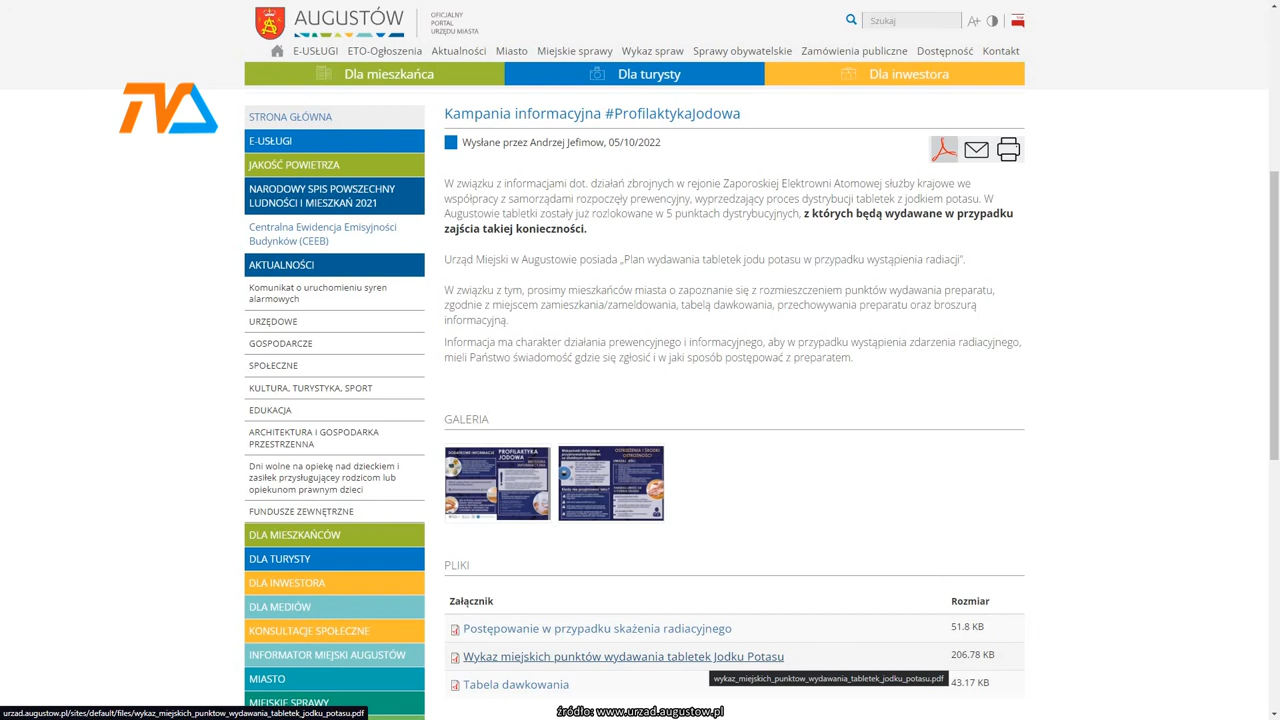 AUGUSTÓW
OFICJALNY
PORTAL
URZĘDU MIASTA
Szukaj
A+
E-USŁUGI ETO-Ogłoszenia Aktualności Miasto Miejskie sprawy Wykaz spraw Sprawy obywatelskie Zamówienia publiczne Dostępność Kontakt
Dla mieszkańca Dla turysty Dla inwestora
STRONA GŁÓWNA
E-USŁUGI
JAKOŚĆ POWIETRZA
NARODOWY SPIS POWSZECHNY
LUDNOŚCI I MIESZKAŃ 2021
Centralna Ewidencja Emisyjności
Budynków (CEEB)
AKTUALNOŚCI
Komunikat o uruchomieniu syren
alarmowych
URZĘDOWE
GOSPODARCZE
SPOŁECZNE
KULTURA, TURYSTYKA, SPORT
EDUKACJA
ARCHITEKTURA I GOSPODARKA
PRZESTRZENNA
Dni wolne na opiekę nad dzieckiem i
zasiłek przysługującej rodzicom lub
opiekunom prawnym dzieci
FUNDUSZE ZEWNĘTRZNE
DLA MIESZKAŃCÓW
DLA TURYSTY
DLA INWESTORA
DLA MEDIÓW
KONSULTACJE SPOŁECZNE
INFORMATOR MIEJSKI AUGUSTÓW
MIASTO
MIEJSKIE SPRAWY
Kampania informacyjna #ProfilaktykaJodowa
Wysłane przez Andrzej Jefimow, 05/10/2022
W związku z informacjami dot. działań zbrojnych w rejonie Zaporoskiej Elektrowni Atomowej służby krajowe we
współpracy z samorządami rozpoczęły prewencyjny, wyprzedzający proces dystrybucji tabletek z jodkiem potasu. W
Augustowie tabletki zostały już rozlokowane w 5 punktach dystrybucyjnych, z których będą wydawane w przypadku
zajścia takiej konieczności.
Urząd Miejski w Augustowie posiada „Plan wydawania tabletek jodu potasu w przypadku wystąpienia radiacji”.
W związku z tym, prosimy mieszkańców miasta o zapoznanie się z rozmieszczeniem punktów wydawania preparatu,
zgodnie z miejscem zamieszkania/zameldowania, tabelą dawkowania, przechowywania preparatu oraz broszurą
informacyjną.
Informacja ma charakter działania prewencyjnego i informacyjnego, aby w przypadku wystąpienie zdarzenia radiacyjnego,
mieli Państwo świadomość gdzie się zgłosić i w jaki sposób postępować z preparatem.
GALERIA
PROFILAKTYKA
JODOWA
PLIKI
Załącznik Rozmiar
Postępowanie w przypadku skażenia radiacyjnego 51.8 KB
Wykaz miejskich punktów wydawania tabletek Jodku Potasu 206.78 KB
wykaz_miejskich_punktow_wydawania_tabletek_jodku_potasu.pdf
Tabela dawkowania 43.17 KB
urzad.augustow.pl/sites/default/files/wykaz_miejskich_punktow_wydawania_tabletek_jodku_potasu.pdf
źródło: www.urzad.augustow.pl